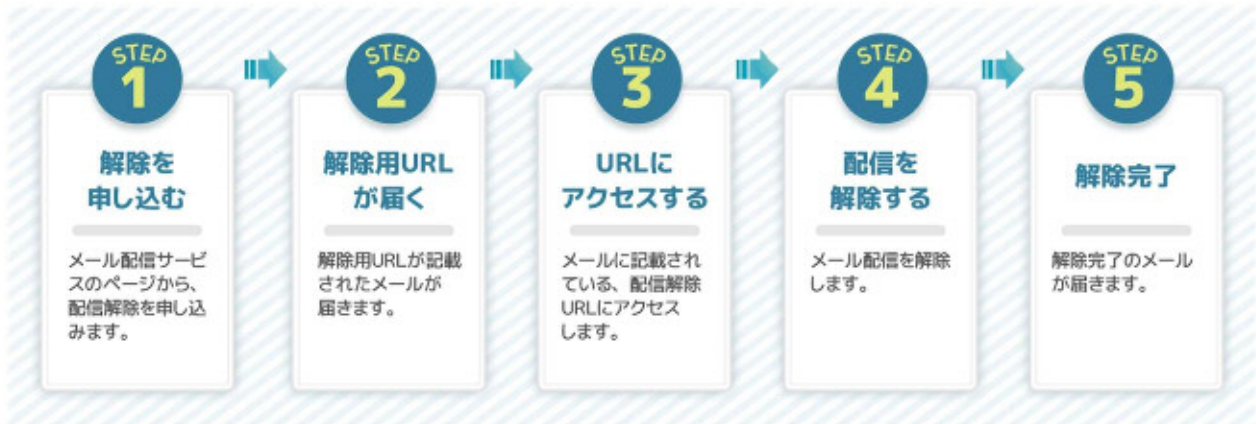 STEP
1
解除を
申し込む
メール配信サービ
スのページから、
配信解除を申し込
みます。
STEP
2
解除用URL
が届く
解除用URLが記載
されたメールが
届きます。
STEP
3
URLに
アクセスする
メールに記載され
ている、配信解除
URLにアクセス
します。
STEP
4
配信を
解除する
メール配信を解除
します。
STEP
5
解除完了
解除完了のメール
が届きます。